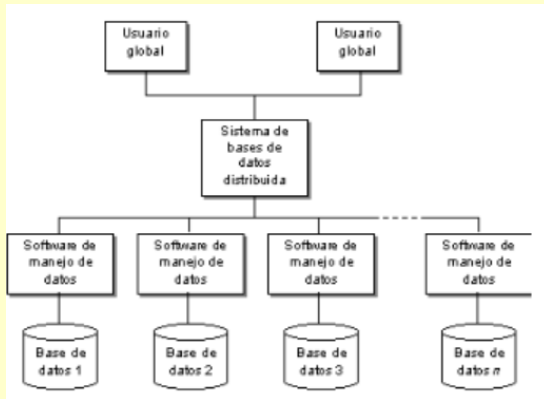 Usuario
global
Usuario
global
Sistema de
bases de
datos
distribuida
Software de
manejo de
datos
Software de
manejo de
datos
Software de
manejo de
datos
Software de
manejo de
datos
Base de
datos 1
Base de
datos 2
Base de
datos 3
Base de
datos n